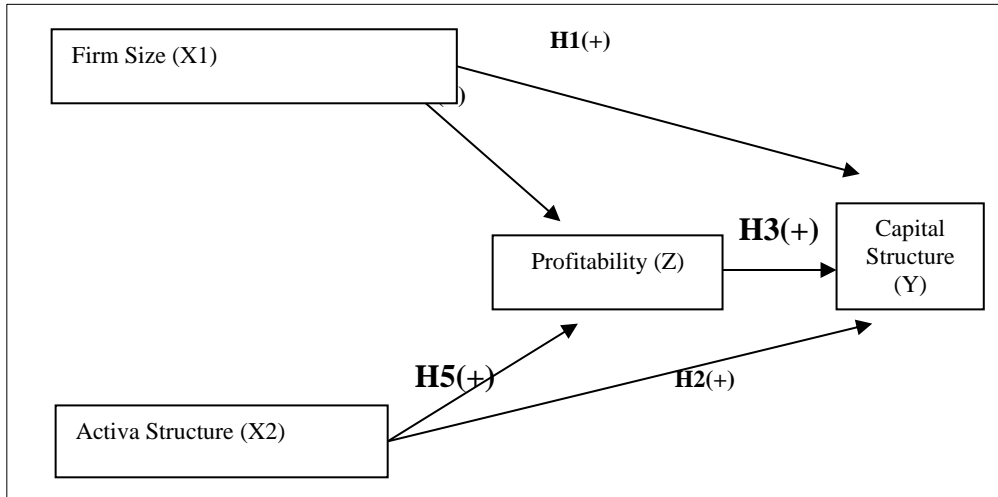 Firm Size (X1)
H1(+)
H3(+)
Capital
Structure
(Y)
Profitability (Z)
H5(+)
H2(+)
Activa Structure (X2)